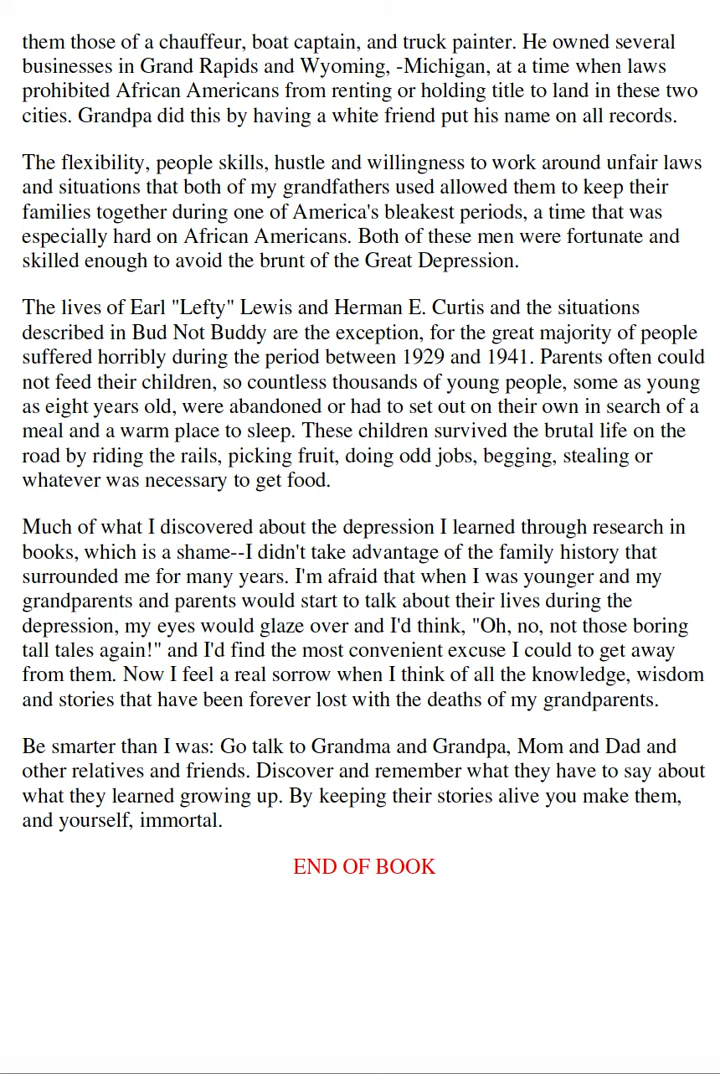 them those of a chauffeur, boat captain, and truck painter. He owned several
businesses in Grand Rapids and Wyoming, -Michigan, at a time when laws
prohibited African Americans from renting or holding title to land in these two
cities. Grandpa did this by having a white friend put his name on all records.
The flexibility, people skills, hustle and willingness to work around unfair laws
and situations that both of my grandfathers used allowed them to keep their
families together during one of America's bleakest periods, a time that was
especially hard on African Americans. Both of these men were fortunate and
skilled enough to avoid the brunt of the Great Depression.
The lives of Earl "Lefty" Lewis and Herman E. Curtis and the situations
described in Bud Not Buddy are the exception, for the great majority of people
suffered horribly during the period between 1929 and 1941. Parents often could
not feed their children, so countless thousands of young people, some as young
as eight years old, were abandoned or had to set out on their own in search of a
meal and a warm place to sleep. These children survived the brutal life on the
road by riding the rails, picking fruit, doing odd jobs, begging, stealing or
whatever was necessary to get food.
Much of what I discovered about the depression I learned through research in
books, which is a shame--I didn't take advantage of the family history that
surrounded me for many years. I'm afraid that when I was younger and my
grandparents and parents would start to talk about their lives during the
depression, my eyes would glaze over and I'd think, "Oh, no, not those boring
tall tales again!" and I'd find the most convenient excuse I could to get away
from them. Now I feel a real sorrow when I think of all the knowledge, wisdom
and stories that have been forever lost with the deaths of my grandparents.
Be smarter than I was: Go talk to Grandma and Grandpa, Mom and Dad and
other relatives and friends. Discover and remember what they have to say about
what they learned growing up. By keeping their stories alive you make them,
and yourself, immortal.
END OF BOOK